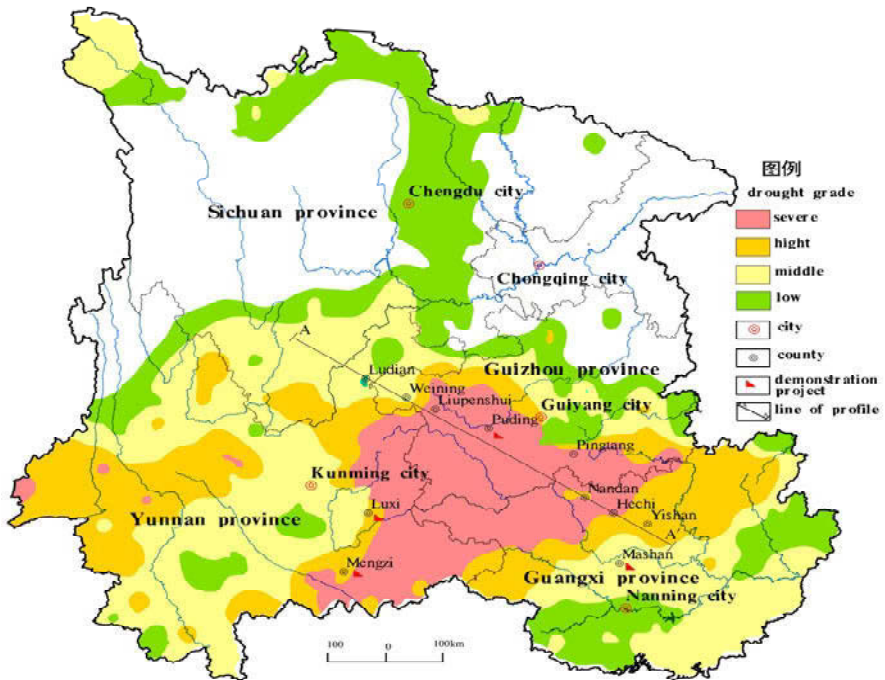 Chengdu city
Sichuan province
Chongqing city
A
Ludian
Guizhou province
Weining
Liupenshui
Guiyang city
Puding
Pingtang
Kunming city
Nandan
Luxi
Hechi
Yishan
Yunnan province
A
Mengzi
Mashan
Guangxi province
Nanning city
100 0 100km
图例
drought grade
severe
hight
middle
low
city
county
demonstration
project
line of profile